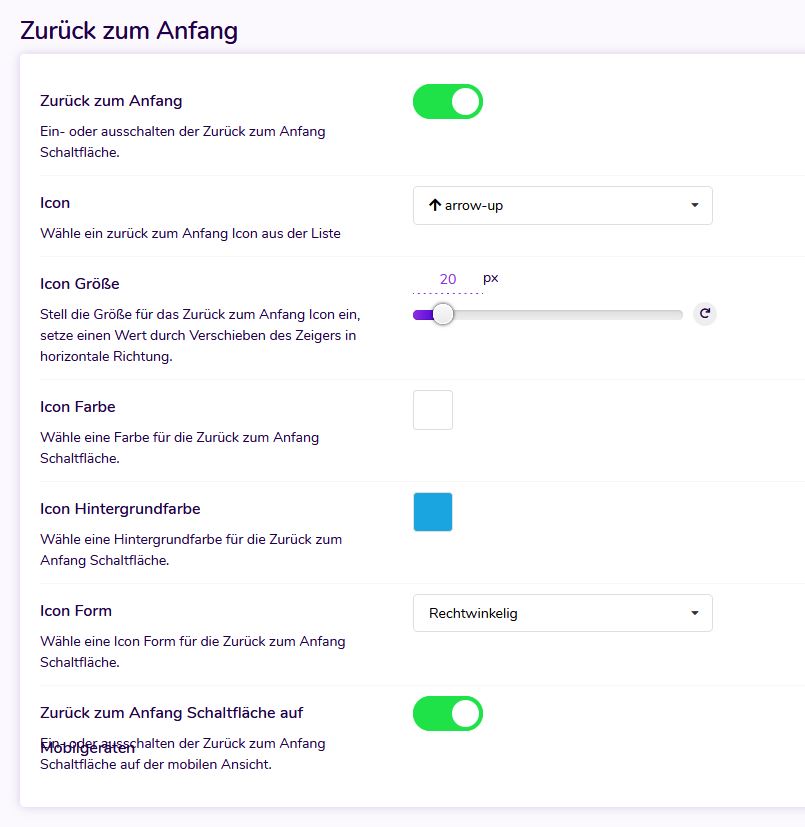 Zurück zum Anfang
Zurück zum Anfang
Ein- oder ausschalten der Zurück zum Anfang
Schaltfläche.
Icon
arrow-up
Wähle ein zurück zum Anfang Icon aus der Liste
Icon Größe
20 px
Stell die Größe für das Zurück zum Anfang Icon ein,
setze einen Wert durch Verschieben des Zeigers in
horizontale Richtung.
Icon Farbe
Wähle eine Farbe für die Zurück zum Anfang
Schaltfläche.
Icon Hintergrundfarbe
Wähle eine Hintergrundfarbe für die Zurück zum
Anfang Schaltfläche.
Icon Form
Rechtwinkelig
Wähle eine Icon Form für die Zurück zum Anfang
Schaltfläche.
Zurück zum Anfang Schaltfläche auf
Mobilgeräten
Ein- oder ausschalten der Zurück zum Anfang
Schaltfläche auf der mobilen Ansicht.